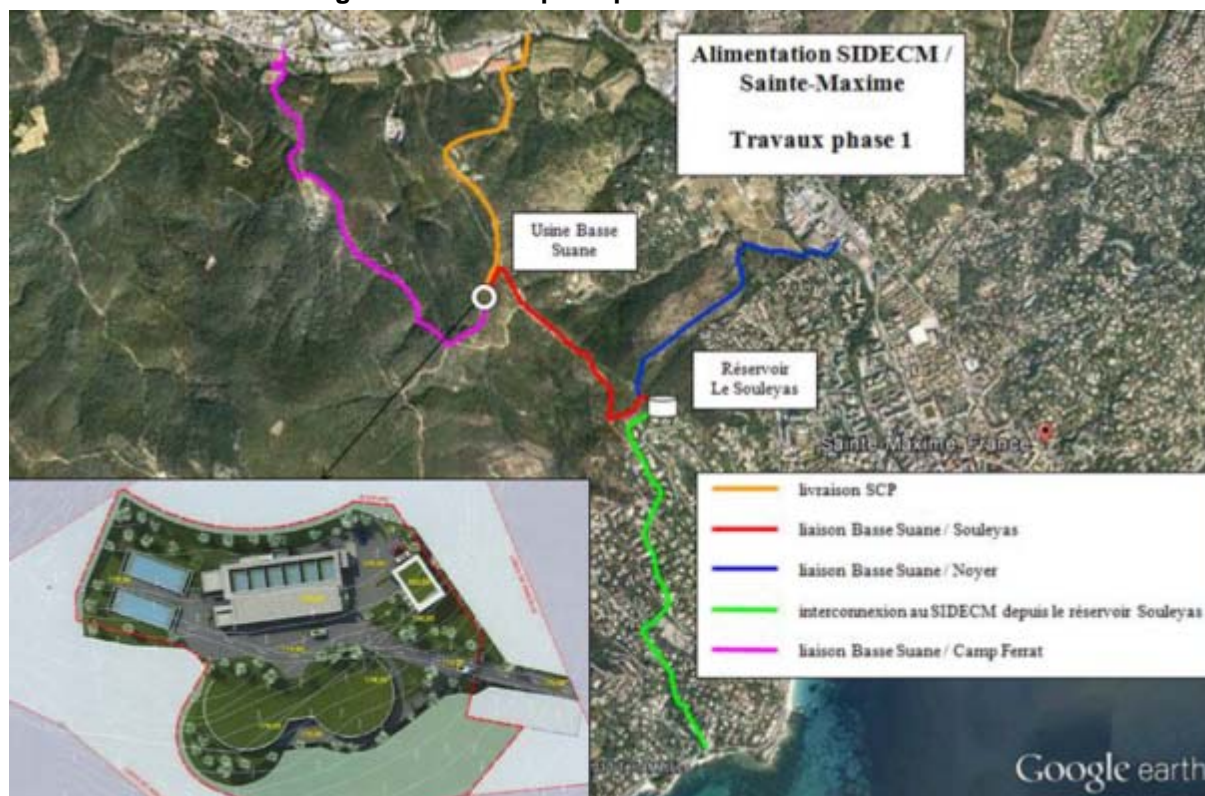 Alimentation SIDECM /
Sainte-Maxime
Travaux phase 1
Usine Basse
Suane
Réservoir
Le Souleyas
Sainte-Maxime, France
livraison SCP
liaison Basse Suane / Souleyas
liaison Basse Suane / Noyer
interconnexion au SIDECM depuis le réservoir Souleyas
liaison Basse Suane / Camp Ferrat
Google earth